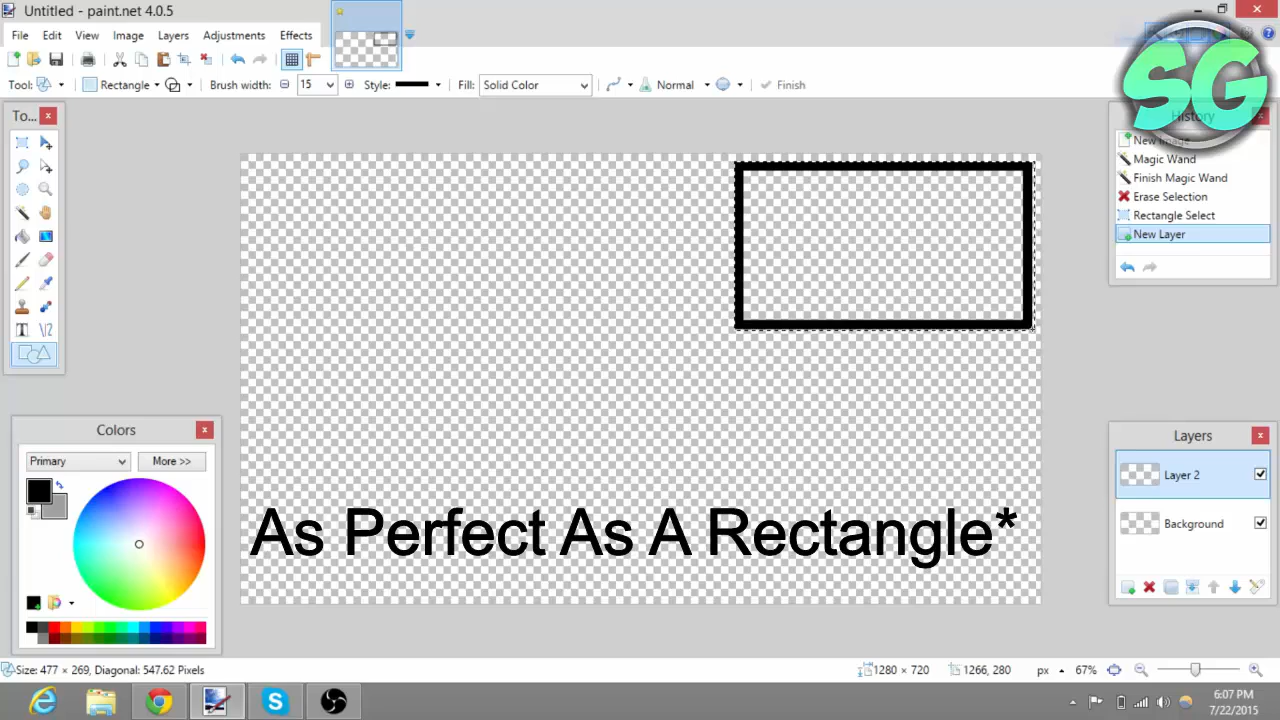 Untitled - paint.net 4.0.5
File Edit View Image Layers Adjustments Effects
Tool: Rectangle Brush width: 15 Style: Fill: Solid Color Normal Finish
To...
SG
History
New Image
Magic Wand
Finish Magic Wand
Erase Selection
Rectangle Select
New Layer
Colors
Primary More >>
Layers
Layer 2
Background
As Perfect As A Rectangle*
Size: 477 × 269, Diagonal: 547.62 Pixels 1280 × 720 1266, 280 px 67%
6:07 PM
7/22/2015